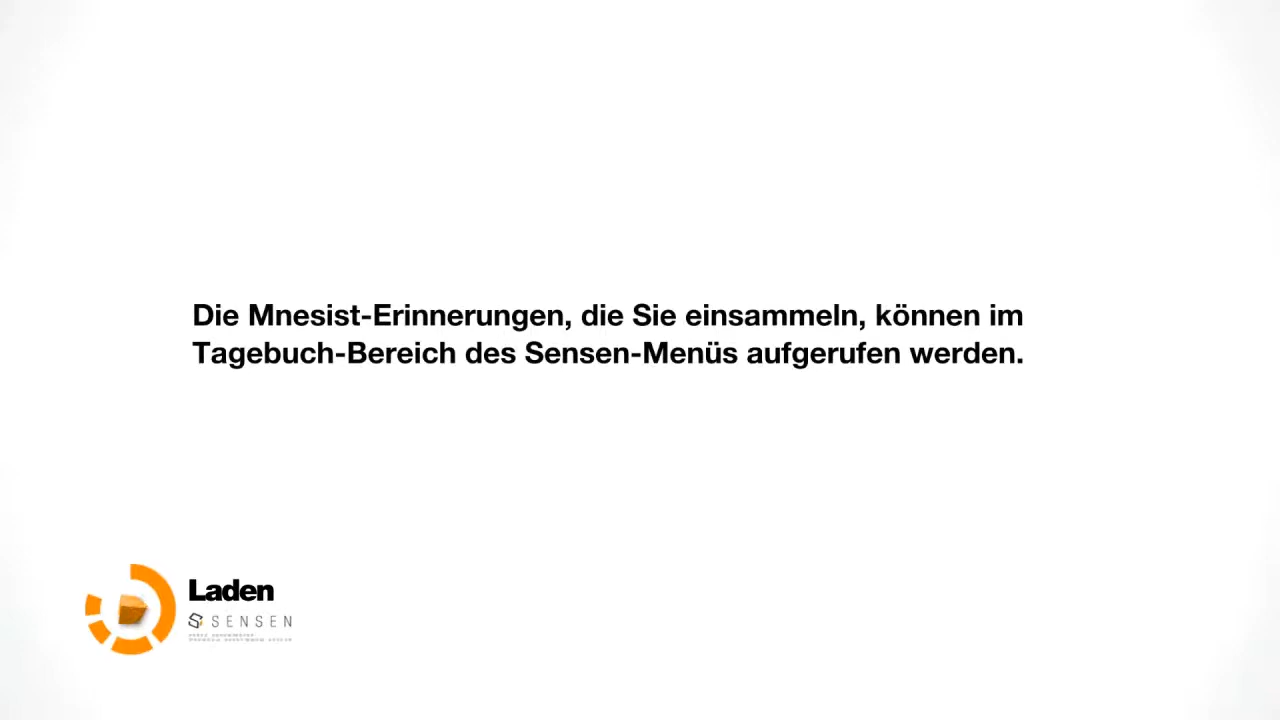 Die Mnesist-Erinnerungen, die Sie einsammeln, können im
Tagebuch-Bereich des Sensen-Menüs aufgerufen werden.
Laden
SENSEN